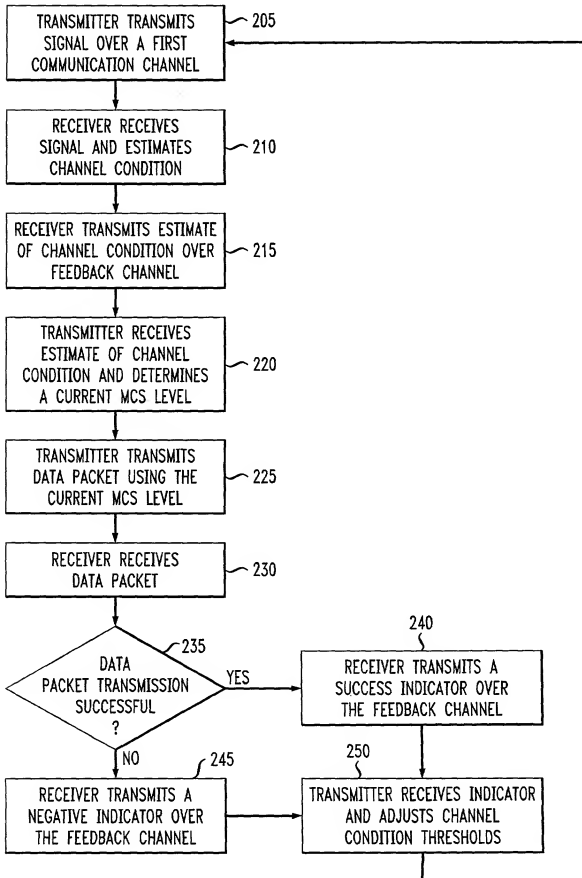 TRANSMITTER TRANSMITS
SIGNAL OVER A FIRST
COMMUNICATION CHANNEL
205
RECEIVER RECEIVES
SIGNAL AND ESTIMATES
CHANNEL CONDITION
210
RECEIVER TRANSMITS ESTIMATE
OF CHANNEL CONDITION OVER
FEEDBACK CHANNEL
215
TRANSMITTER RECEIVES
ESTIMATE OF CHANNEL
CONDITION AND DETERMINES
A CURRENT MCS LEVEL
220
TRANSMITTER TRANSMITS
DATA PACKET USING THE
CURRENT MCS LEVEL
225
RECEIVER RECEIVES
DATA PACKET
230
235
DATA
PACKET TRANSMISSION
SUCCESSFUL
?
YES
NO
240
RECEIVER TRANSMITS A
SUCCESS INDICATOR OVER
THE FEEDBACK CHANNEL
245
RECEIVER TRANSMITS A
NEGATIVE INDICATOR OVER
THE FEEDBACK CHANNEL
250
TRANSMITTER RECEIVES INDICATOR
AND ADJUSTS CHANNEL
CONDITION THRESHOLDS